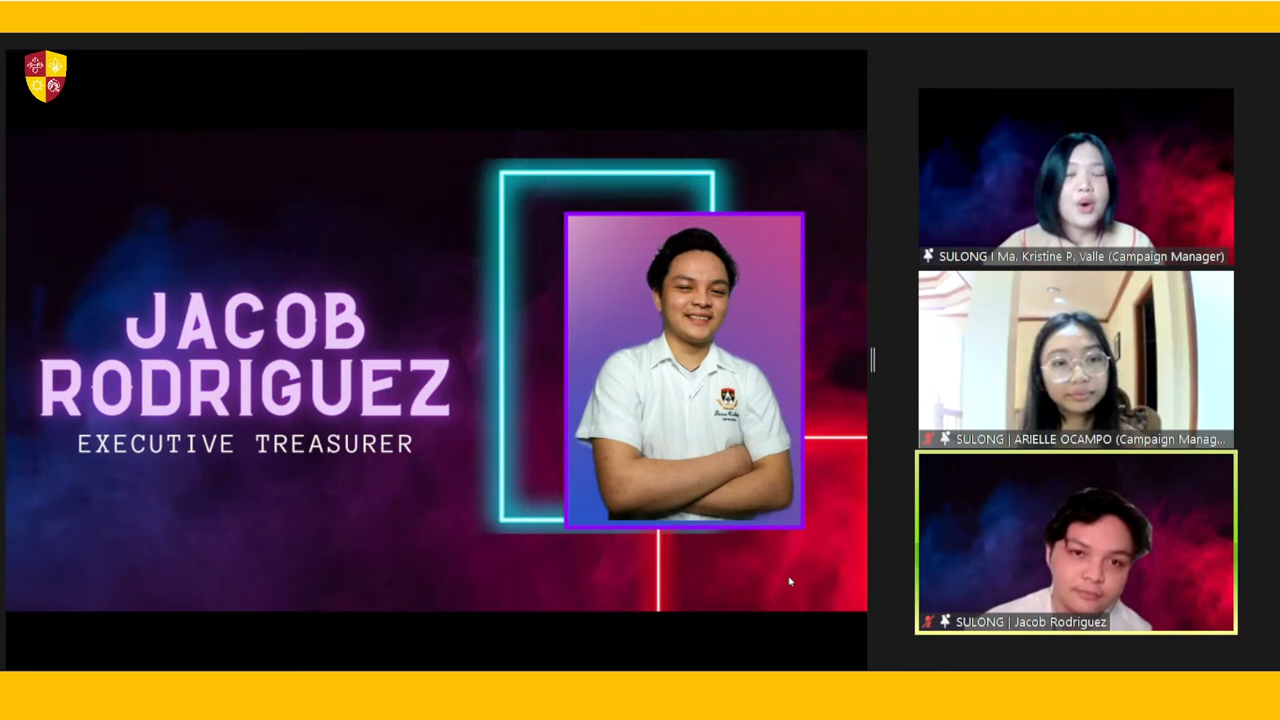 JACOB
RODRIGUEZ
EXECUTIVE TREASURER
SULONG | Ma. Kristine P. Valle (Campaign Manager)
SULONG | ARIELLE OCAMPO (Campaign Manag...
SULONG | Jacob Rodriguez